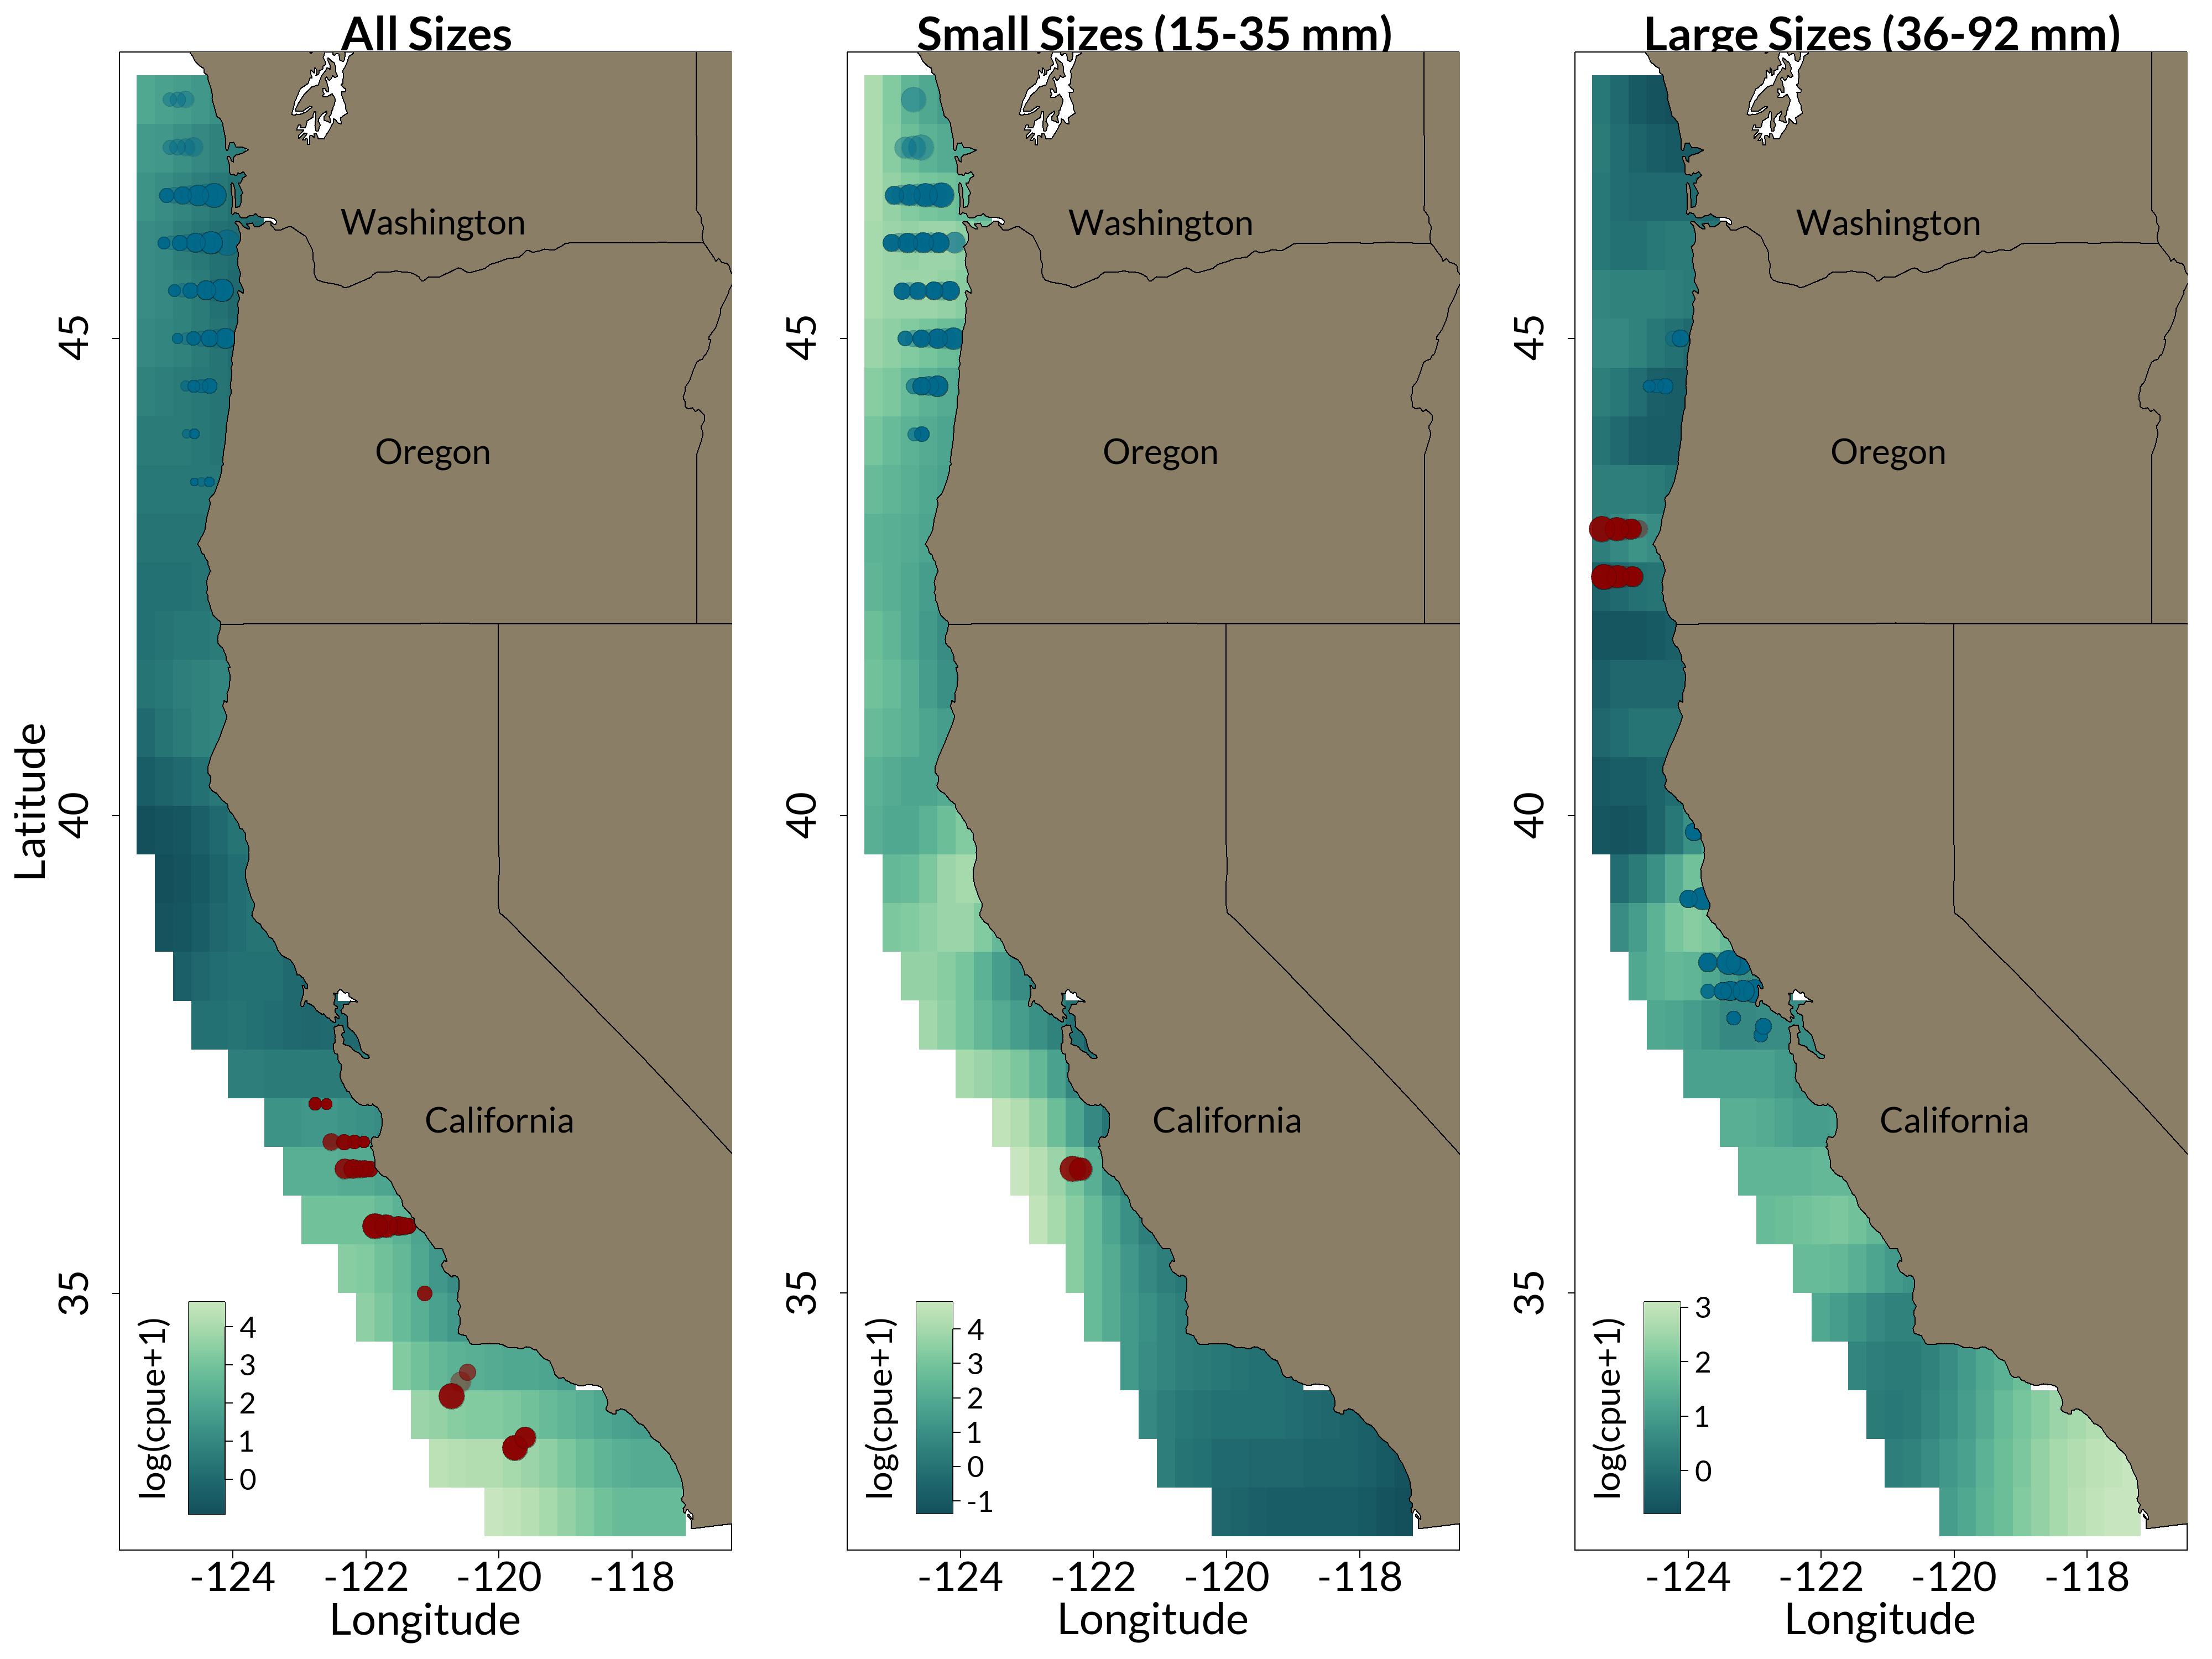 All Sizes
Small Sizes (15-35 mm)
Large Sizes (36-92 mm)
Latitude
45
40
35
Washington
Oregon
California
log(cpue+1)
4
3
2
1
0
-124
-122
-120
-118
Longitude
45
40
35
Washington
Oregon
California
log(cpue+1)
4
3
2
1
0
-1
-124
-122
-120
-118
Longitude
45
40
35
Washington
Oregon
California
log(cpue+1)
3
2
1
0
-124
-122
-120
-118
Longitude